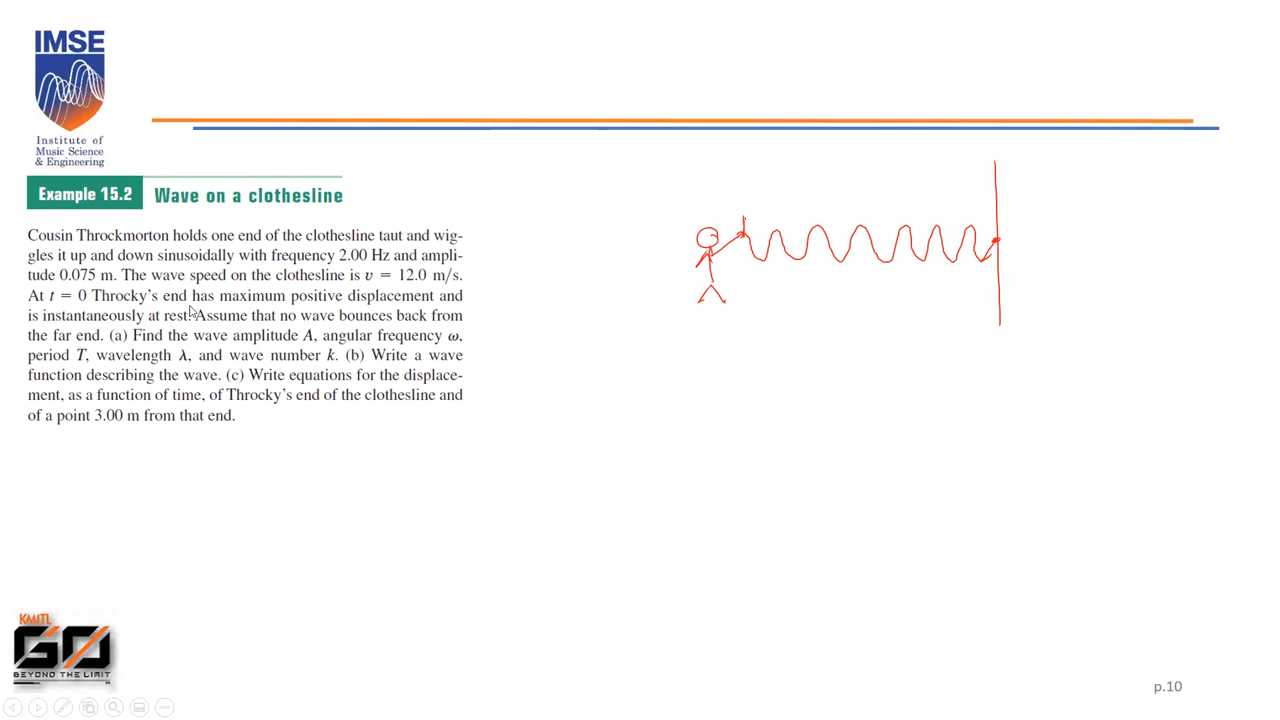 IMSE
Institute of
Music Science
& Engineering
Example 15.2 Wave on a clothesline
Cousin Throckmorton holds one end of the clothesline taut and wig-
gles it up and down sinusoidally with frequency 2.00 Hz and ampli-
tude 0.075 m. The wave speed on the clothesline is v = 12.0 m/s.
At t = 0 Throcky's end has maximum positive displacement and
is instantaneously at rest. Assume that no wave bounces back from
the far end. (a) Find the wave amplitude A, angular frequency ω,
period T, wavelength λ, and wave number k. (b) Write a wave
function describing the wave. (c) Write equations for the displace-
ment, as a function of time, of Throcky's end of the clothesline and
of a point 3.00 m from that end.
KMITL
GO
BEYOND THE LIMIT
p.10